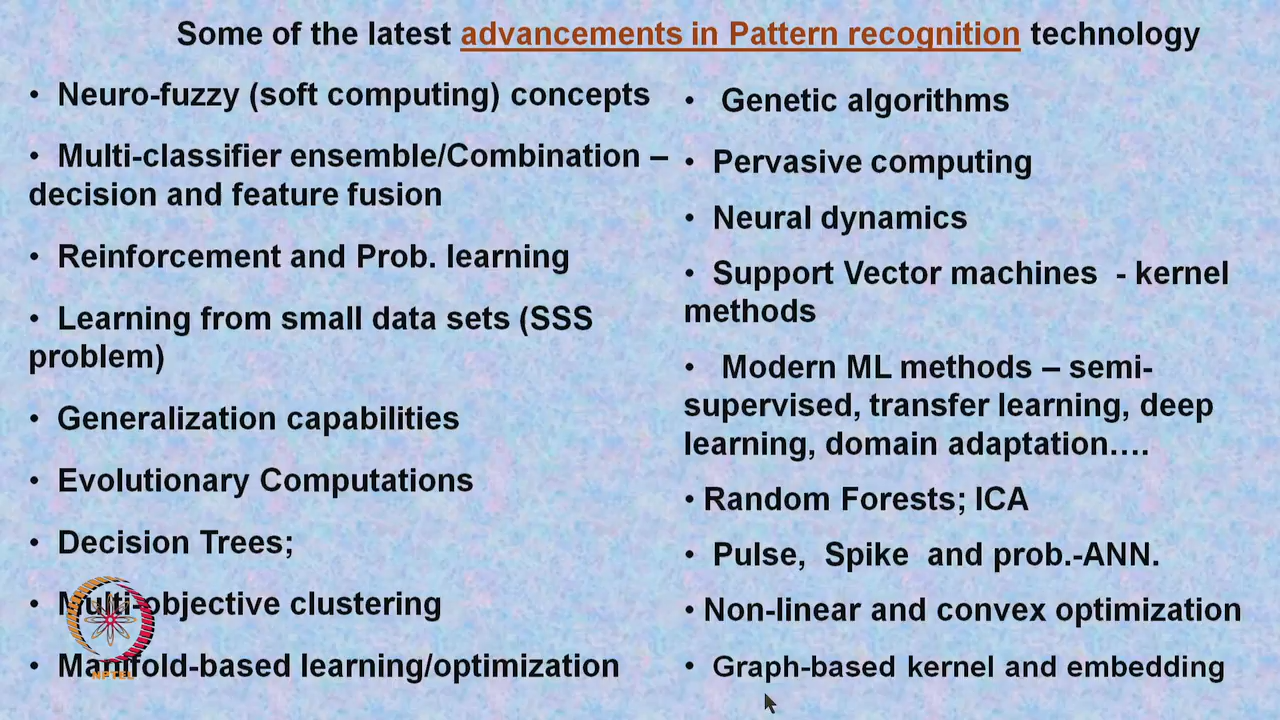 Some of the latest advancements in Pattern recognition technology
• Neuro-fuzzy (soft computing) concepts
• Multi-classifier ensemble/Combination –
decision and feature fusion
• Reinforcement and Prob. learning
• Learning from small data sets (SSS
problem)
• Generalization capabilities
• Evolutionary Computations
• Decision Trees;
• Multi-objective clustering
• Manifold-based learning/optimization
NPTEL
• Genetic algorithms
• Pervasive computing
• Neural dynamics
• Support Vector machines - kernel
methods
• Modern ML methods – semi-
supervised, transfer learning, deep
learning, domain adaptation....
• Random Forests; ICA
• Pulse, Spike and prob.-ANN.
• Non-linear and convex optimization
• Graph-based kernel and embedding